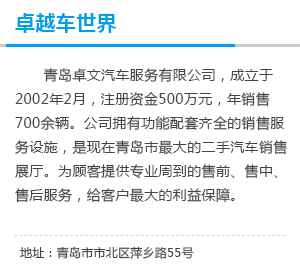 卓越车世界
青岛卓文汽车服务有限公司，成立于
2002年2月，注册资金500万元，年销售
700余辆。公司拥有功能配套齐全的销售服
务设施，是现在青岛市最大的二手汽车销售
展厅。为顾客提供专业周到的售前、售中、
售后服务，给客户最大的利益保障。
地址：青岛市市北区萍乡路55号